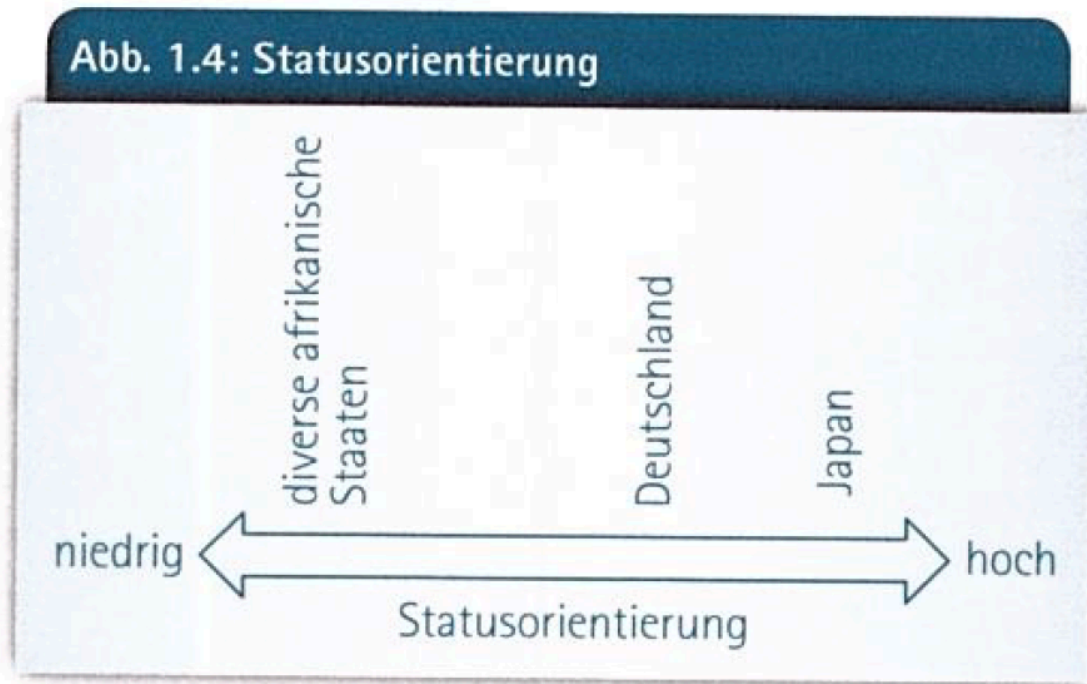 Abb. 1.4: Statusorientierung
diverse afrikanische
Staaten
Deutschland
Japan
niedrig
hoch
Statusorientierung